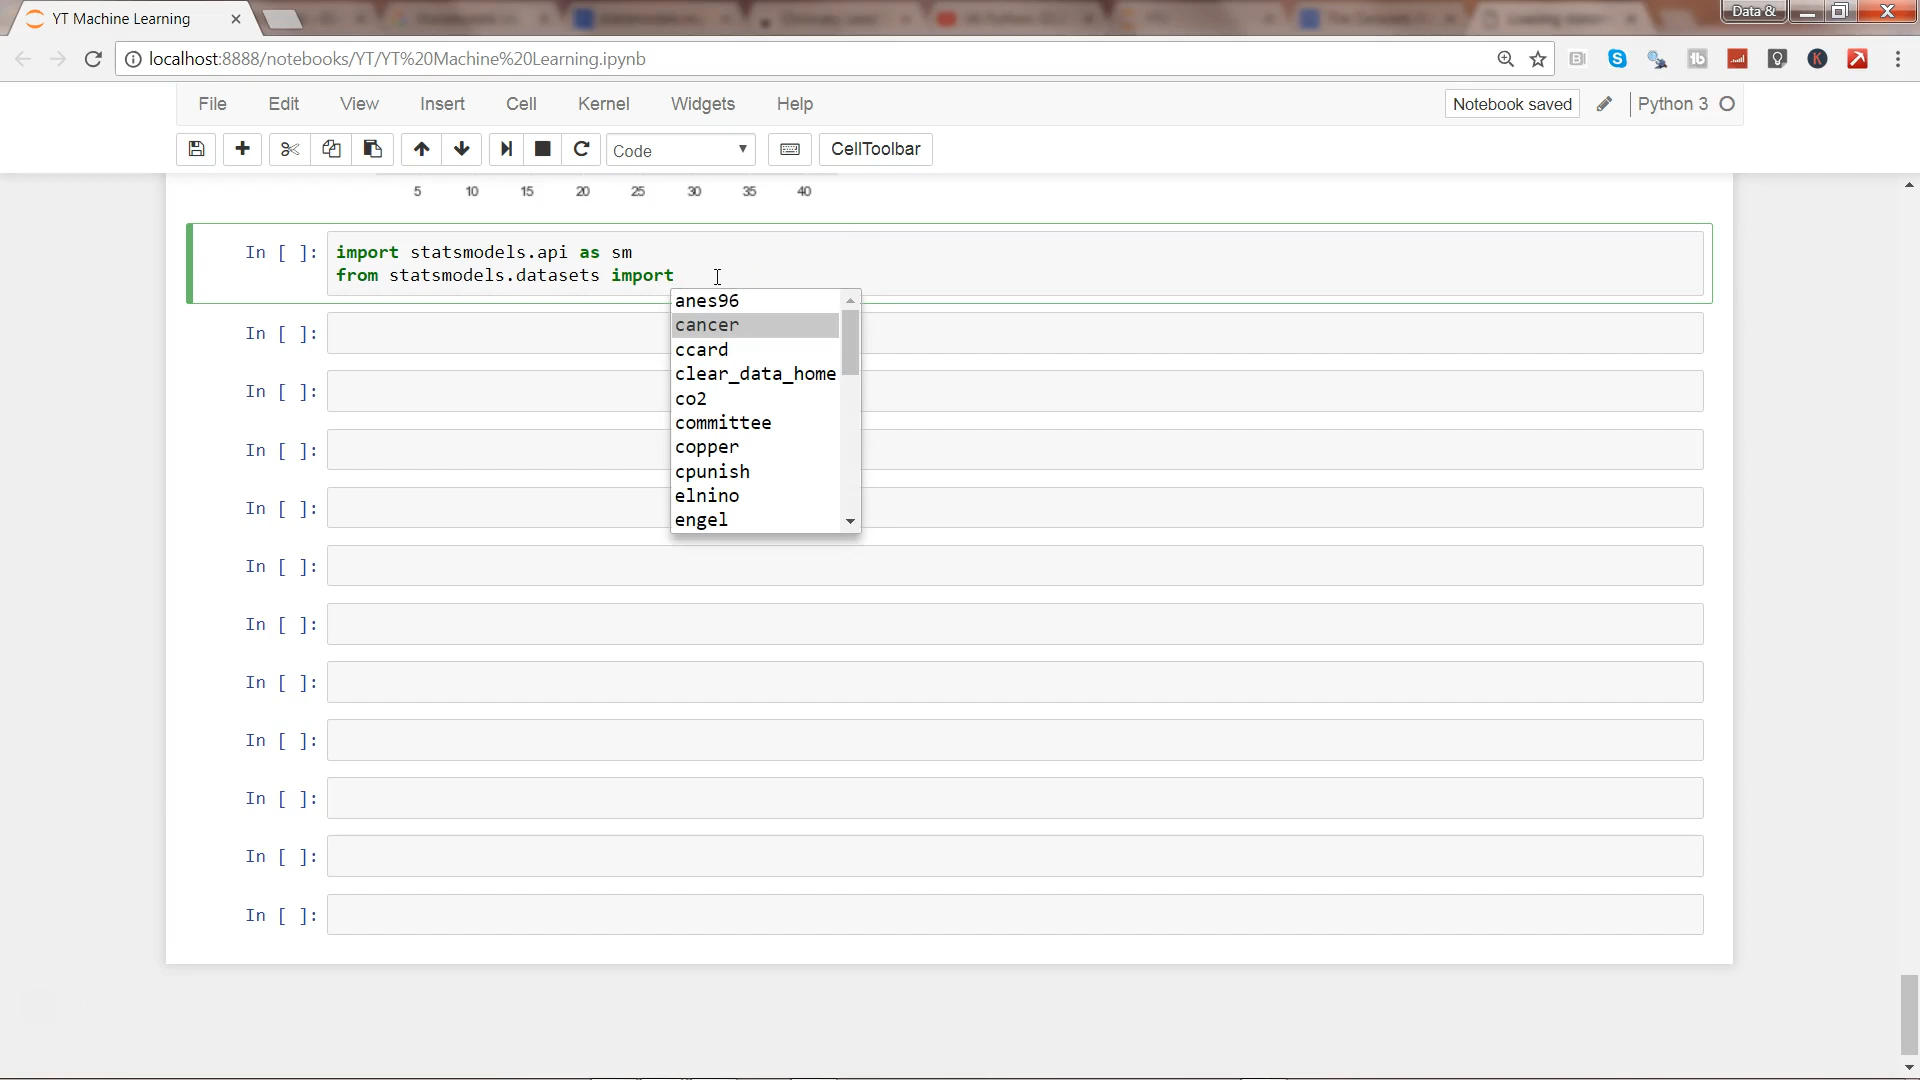 YT Machine Learning
Data &
localhost:8888/notebooks/YT/YT%20Machine%20Learning.ipynb
File Edit View Insert Cell Kernel Widgets Help
Notebook saved
Python 3
Code
CellToolbar
5 10 15 20 25 30 35 40
In [ ]:
import statsmodels.api as sm
from statsmodels.datasets import
anes96
cancer
ccard
clear_data_home
co2
committee
copper
cpunish
elnino
engel
In [ ]:
In [ ]:
In [ ]:
In [ ]:
In [ ]:
In [ ]:
In [ ]:
In [ ]:
In [ ]:
In [ ]:
In [ ]: